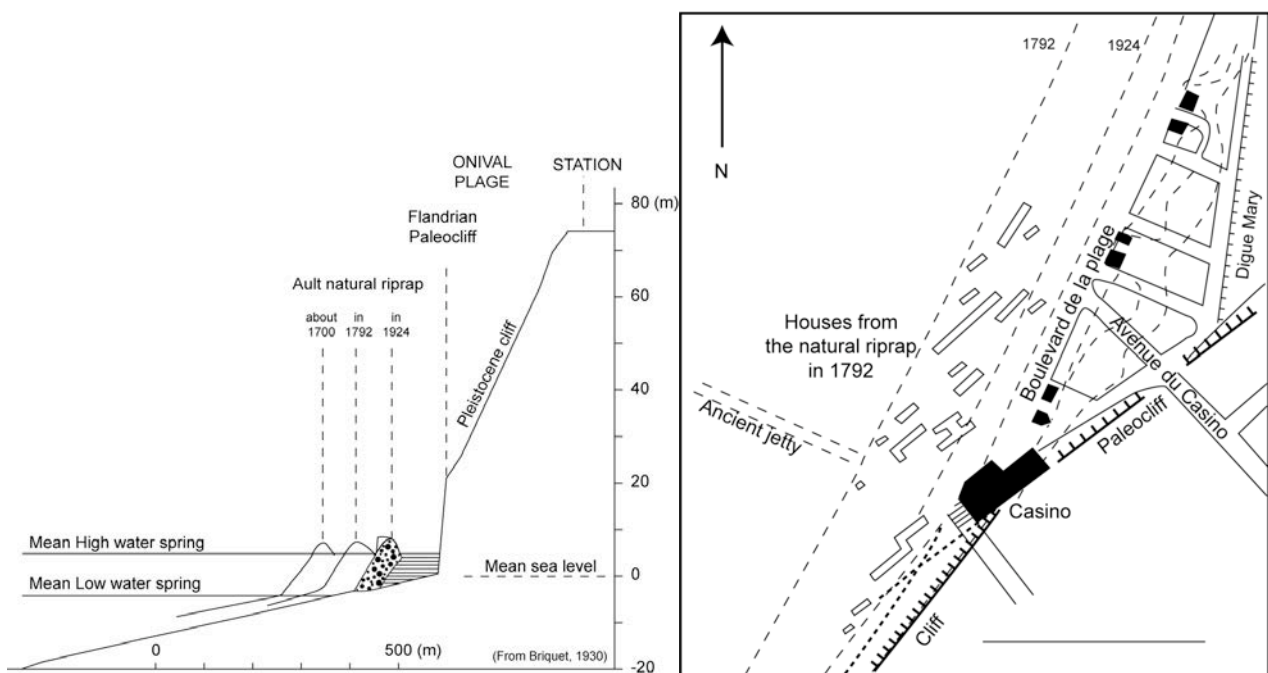 ONIVAL
PLAGE
STATION
80 (m)
Flandrian
Paleocliff
Ault natural riprap
about
1700
in
1792
in
1924
60
Pleistocene cliff
40
20
Mean High water spring
Mean sea level
0
Mean Low water spring
0
500 (m)
(From Briquet, 1930)
-20
1792
1924
N
Digue Mary
Boulevard de la plage
Houses from
the natural riprap
in 1792
Avenue du Casino
Ancient jetty
Paleocliff
Casino
Cliff